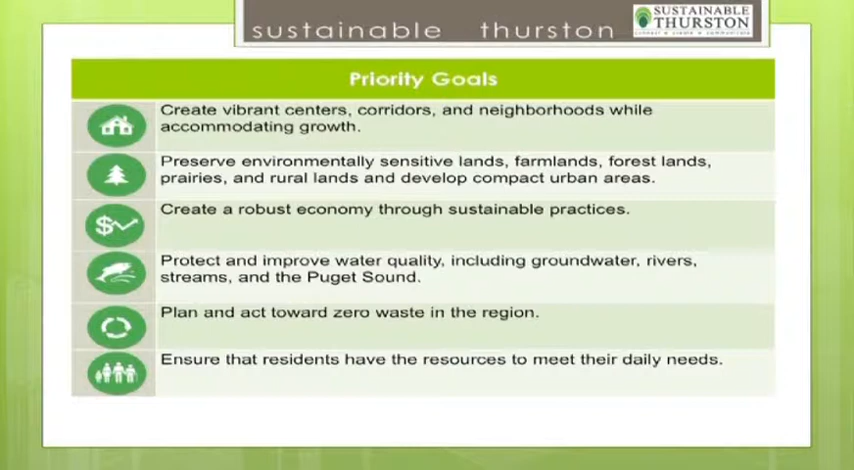 sustainable thurston
SUSTAINABLE
THURSTON
Priority Goals
Create vibrant centers, corridors, and neighborhoods while
accommodating growth.
Preserve environmentally sensitive lands, farmlands, forest lands,
prairies, and rural lands and develop compact urban areas.
Create a robust economy through sustainable practices.
Protect and improve water quality, including groundwater, rivers,
streams, and the Puget Sound.
Plan and act toward zero waste in the region.
Ensure that residents have the resources to meet their daily needs.